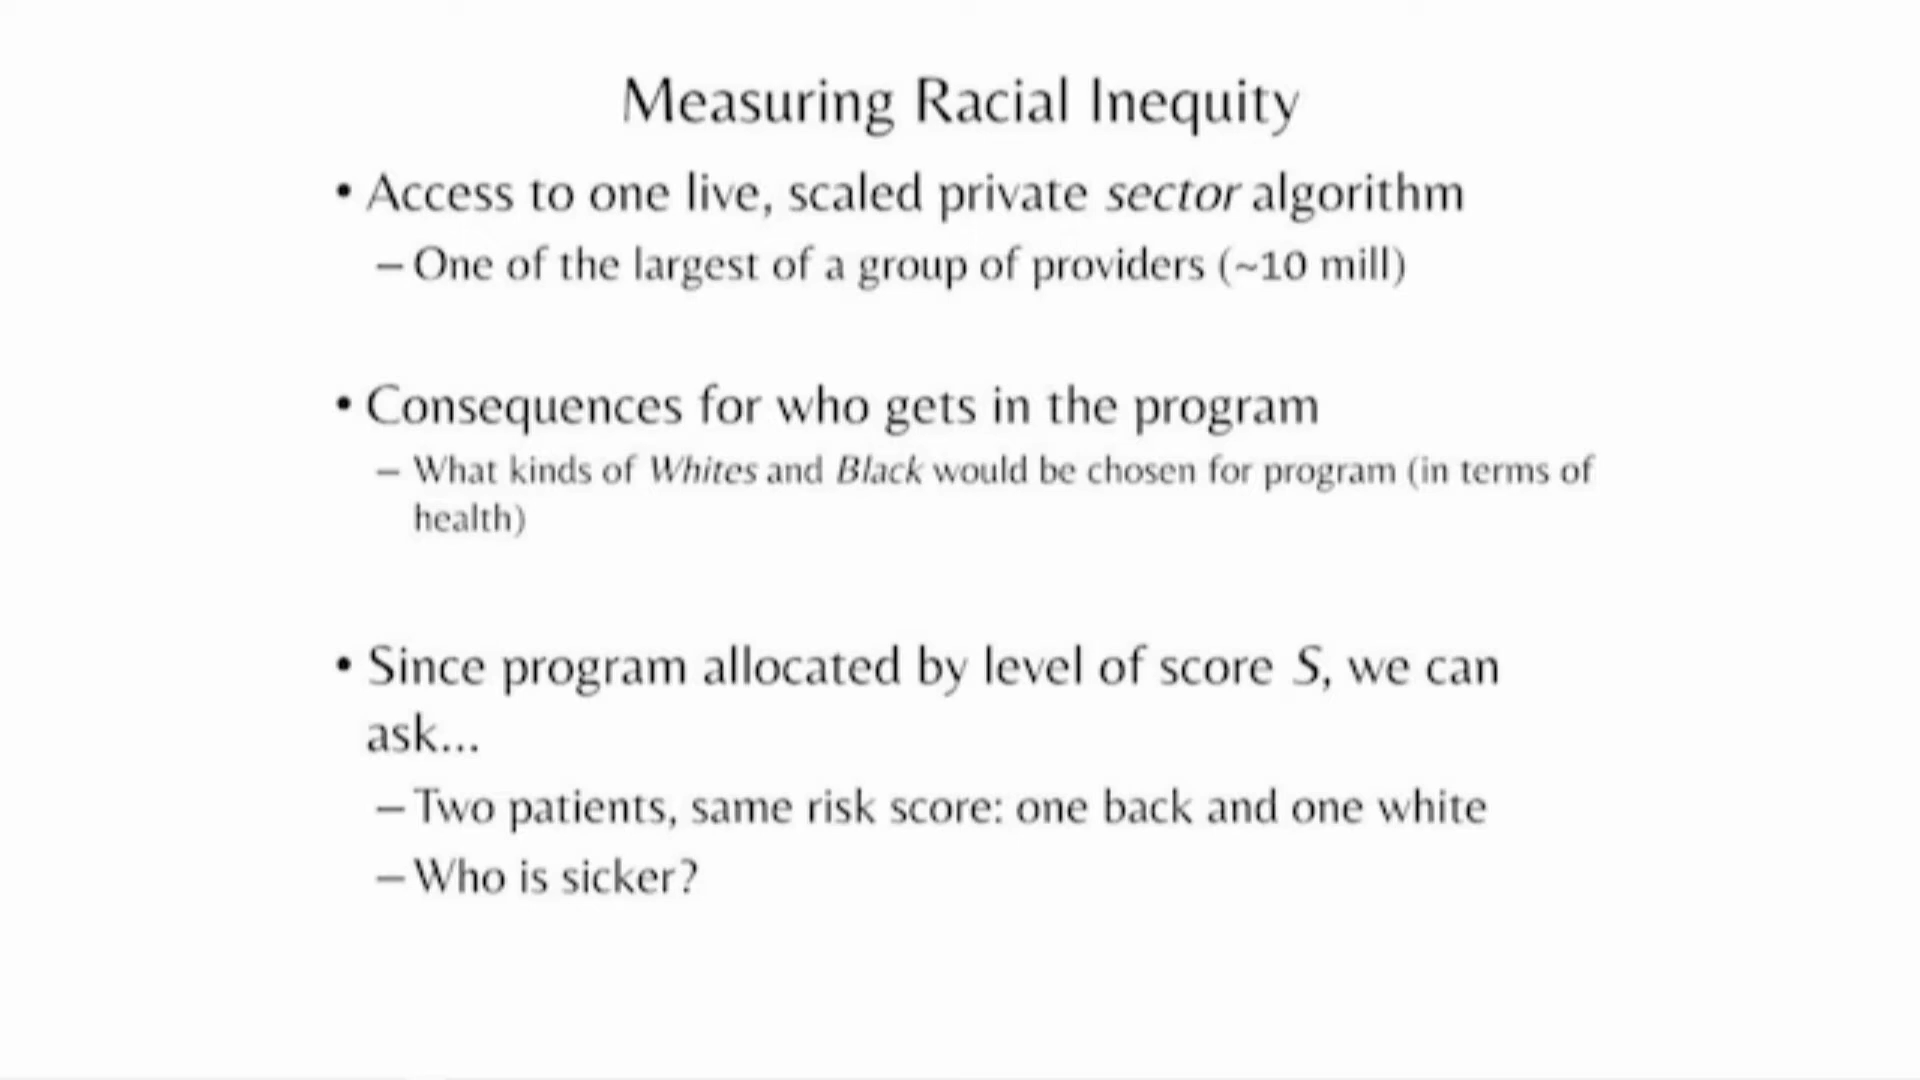 Measuring Racial Inequity
• Access to one live, scaled private sector algorithm
– One of the largest of a group of providers (~10 mill)
• Consequences for who gets in the program
– What kinds of Whites and Black would be chosen for program (in terms of
health)
• Since program allocated by level of score S, we can
ask...
– Two patients, same risk score: one back and one white
– Who is sicker?